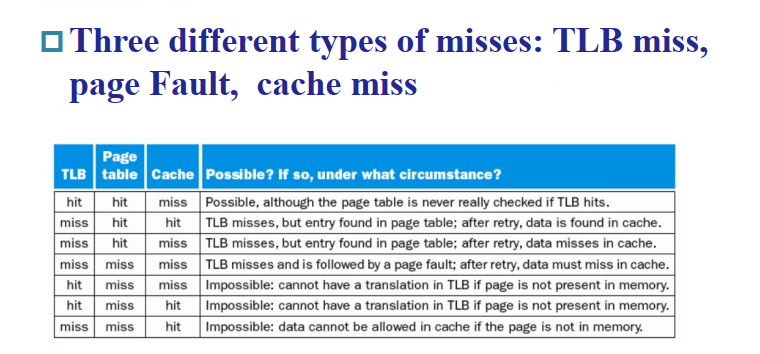 Three different types of misses: TLB miss,
page Fault, cache miss
TLB Page table Cache Possible? If so, under what circumstance?
hit hit miss Possible, although the page table is never really checked if TLB hits.
miss hit hit TLB misses, but entry found in page table; after retry, data is found in cache.
miss hit miss TLB misses, but entry found in page table; after retry, data misses in cache.
miss miss miss TLB misses and is followed by a page fault; after retry, data must miss in cache.
hit miss miss Impossible: cannot have a translation in TLB if page is not present in memory.
hit miss hit Impossible: cannot have a translation in TLB if page is not present in memory.
miss miss hit Impossible: data cannot be allowed in cache if the page is not in memory.